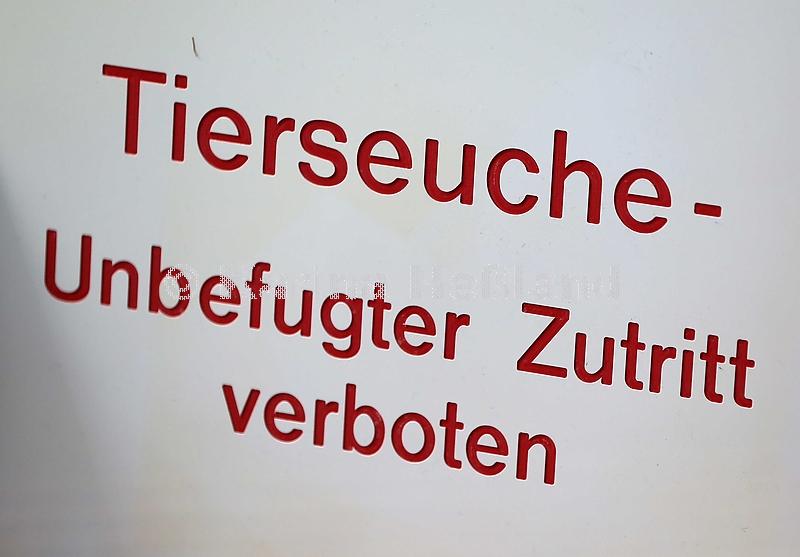 Tierseuche -
Unbefugter Zutritt
verboten